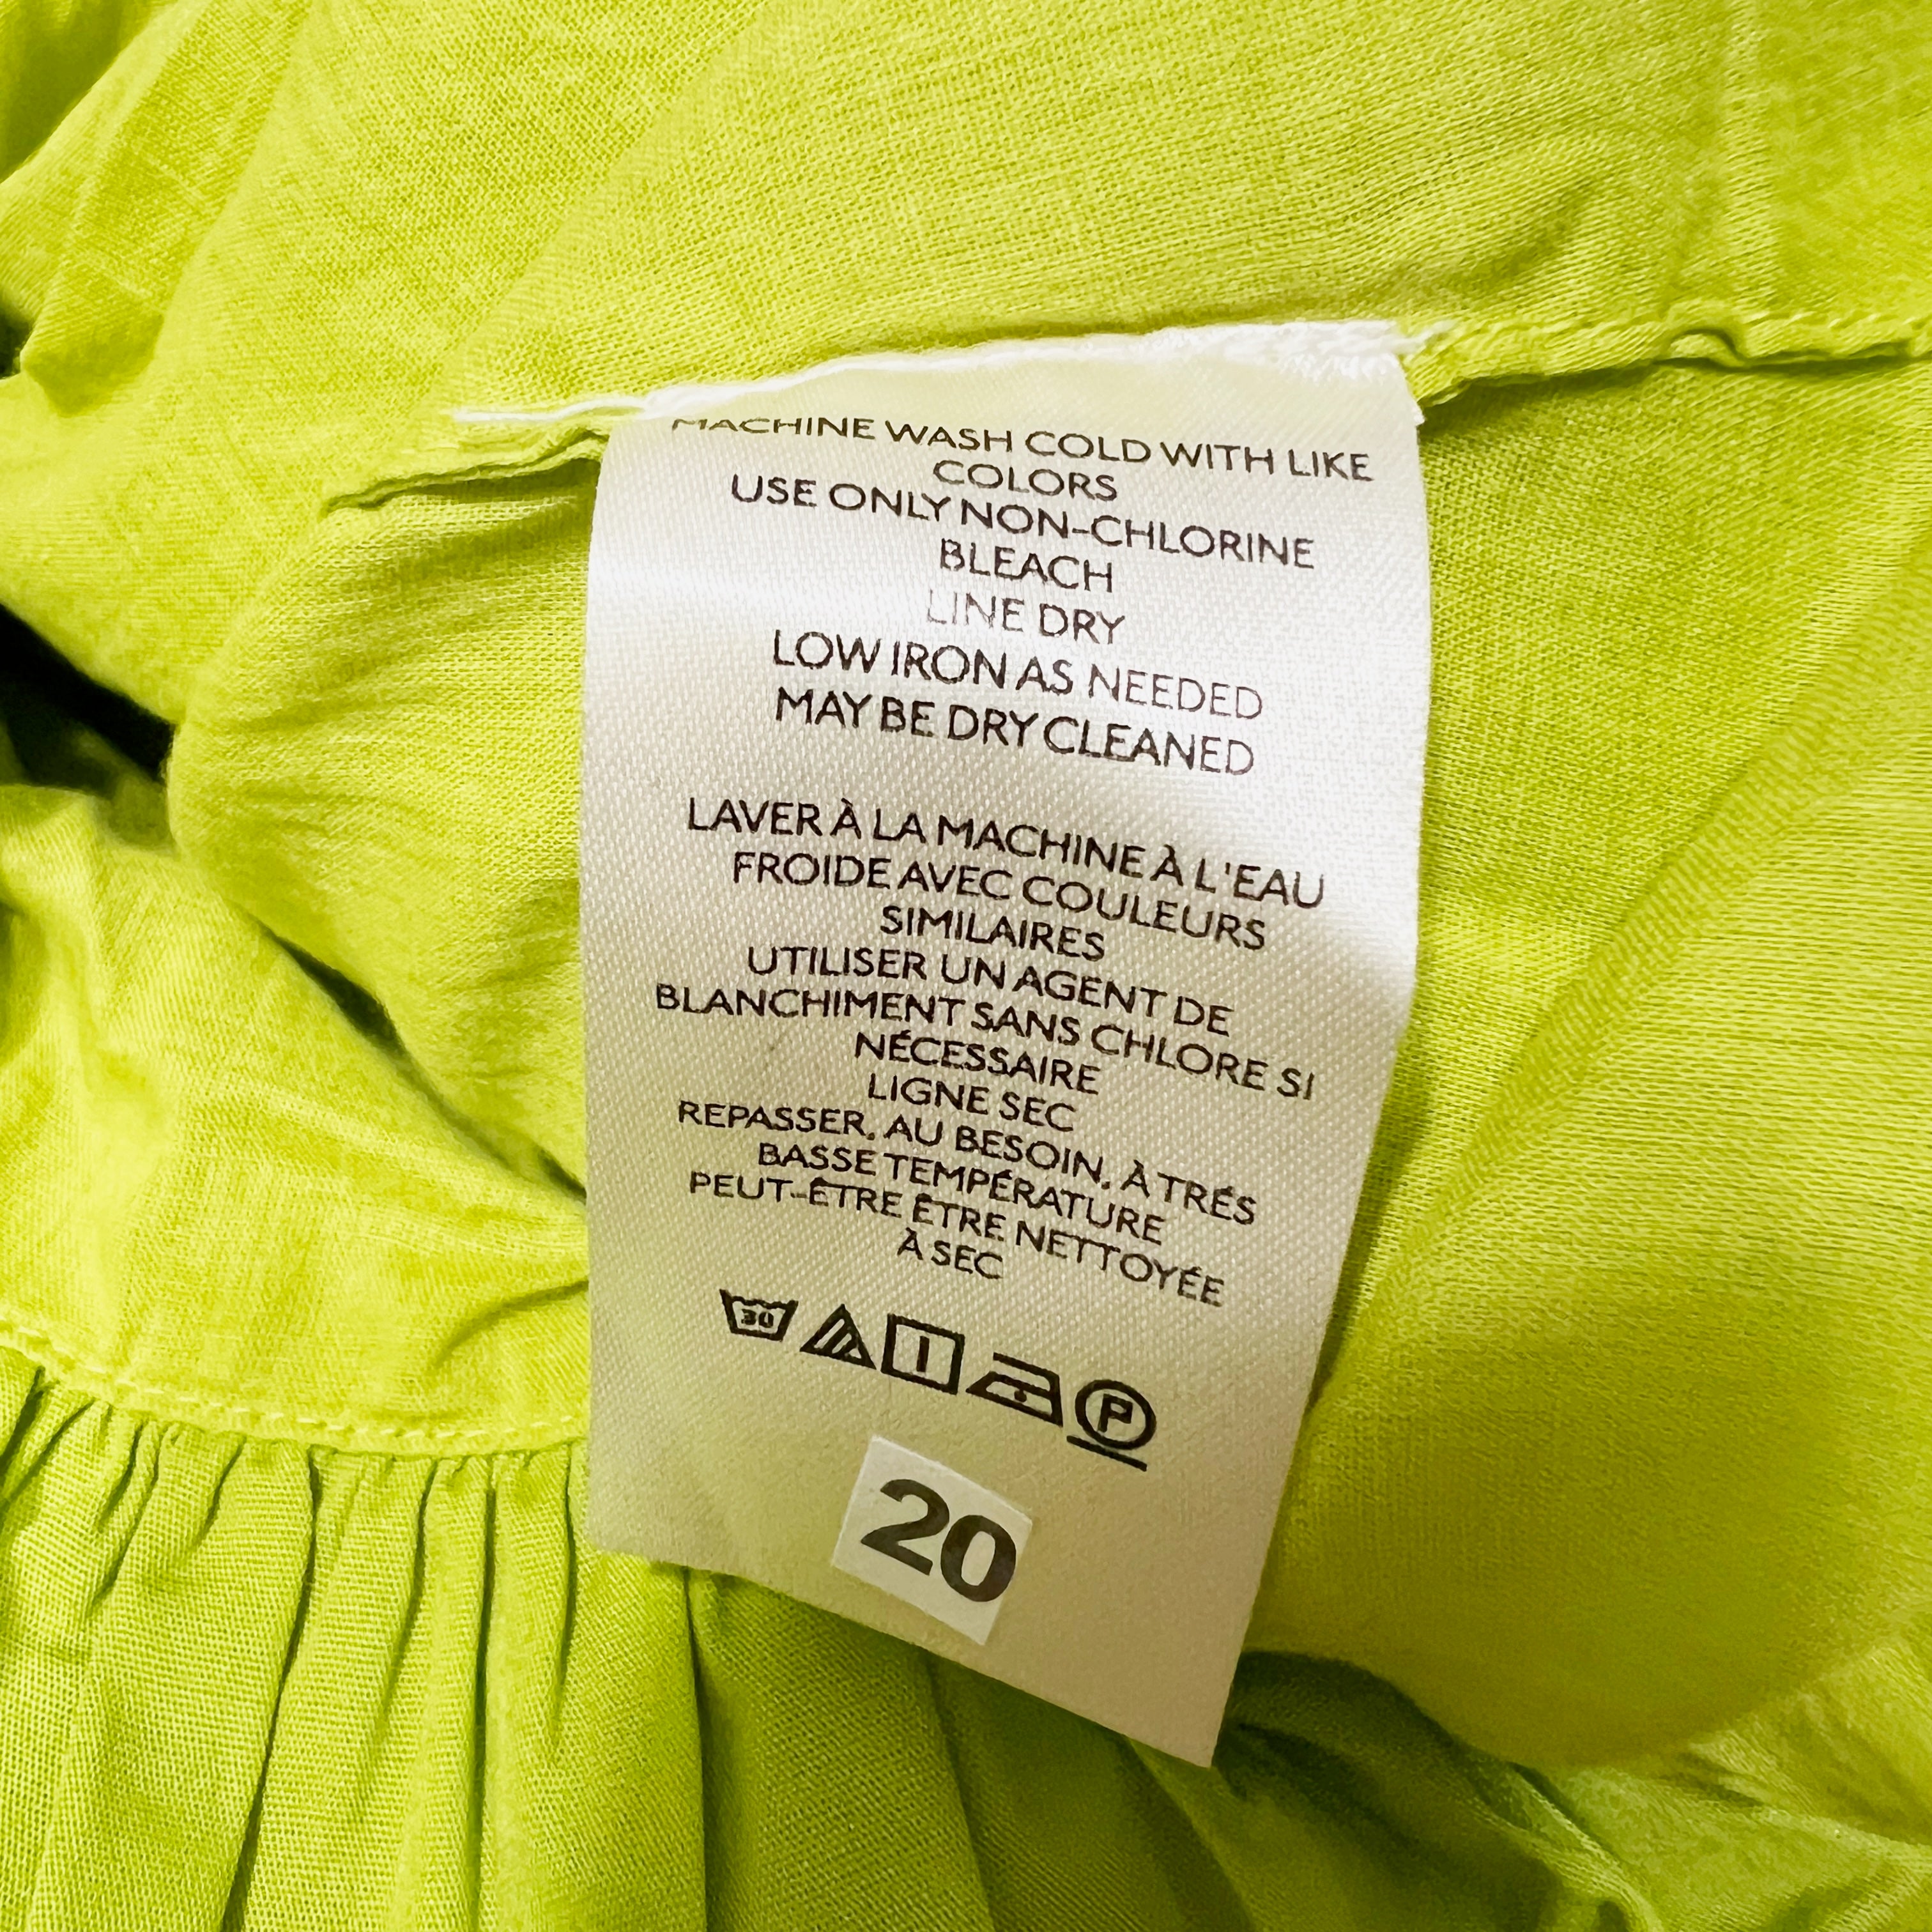 MACHINE WASH COLD WITH LIKE
COLORS
USE ONLY NON-CHLORINE
BLEACH
LINE DRY
LOW IRON AS NEEDED
MAY BE DRY CLEANED
LAVER À LA MACHINE À L'EAU
FROIDE AVEC COULEURS
SIMILAIRES
UTILISER UN AGENT DE
BLANCHIMENT SANS CHLORE SI
NÉCESSAIRE
LIGNE SEC
REPASSER, AU BESOIN, À TRÉS
BASSE TEMPÉRATURE
PEUT-ÊTRE ÊTRE NETTOYÉE
À SEC
30 P
20